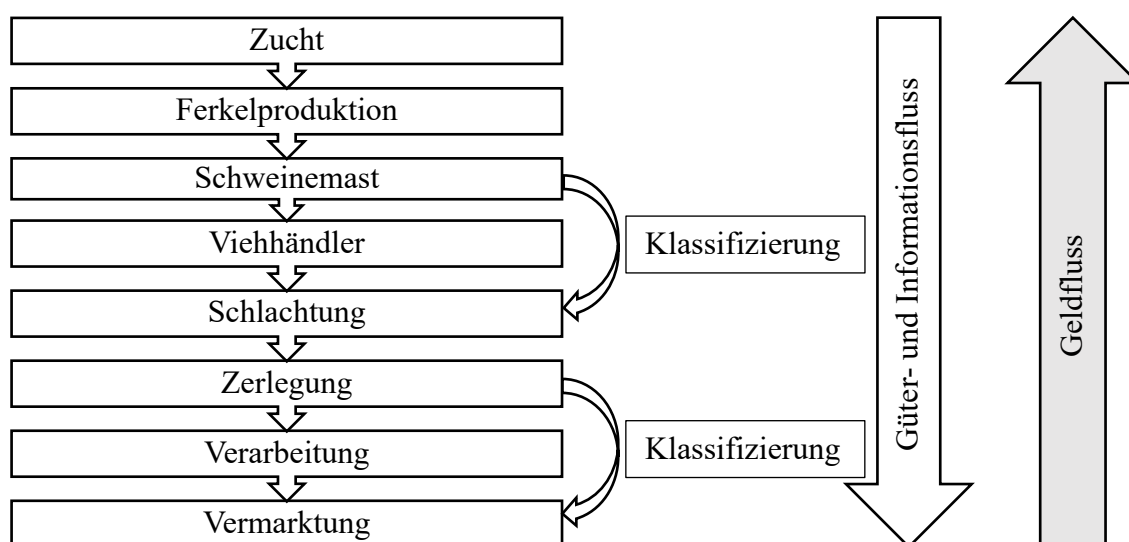 Zucht
Ferkelproduktion
Schweinemast
Viehhändler
Klassifizierung
Schlachtung
Zerlegung
Verarbeitung
Klassifizierung
Vermarktung
Güter- und Informationsfluss
Geldfluss